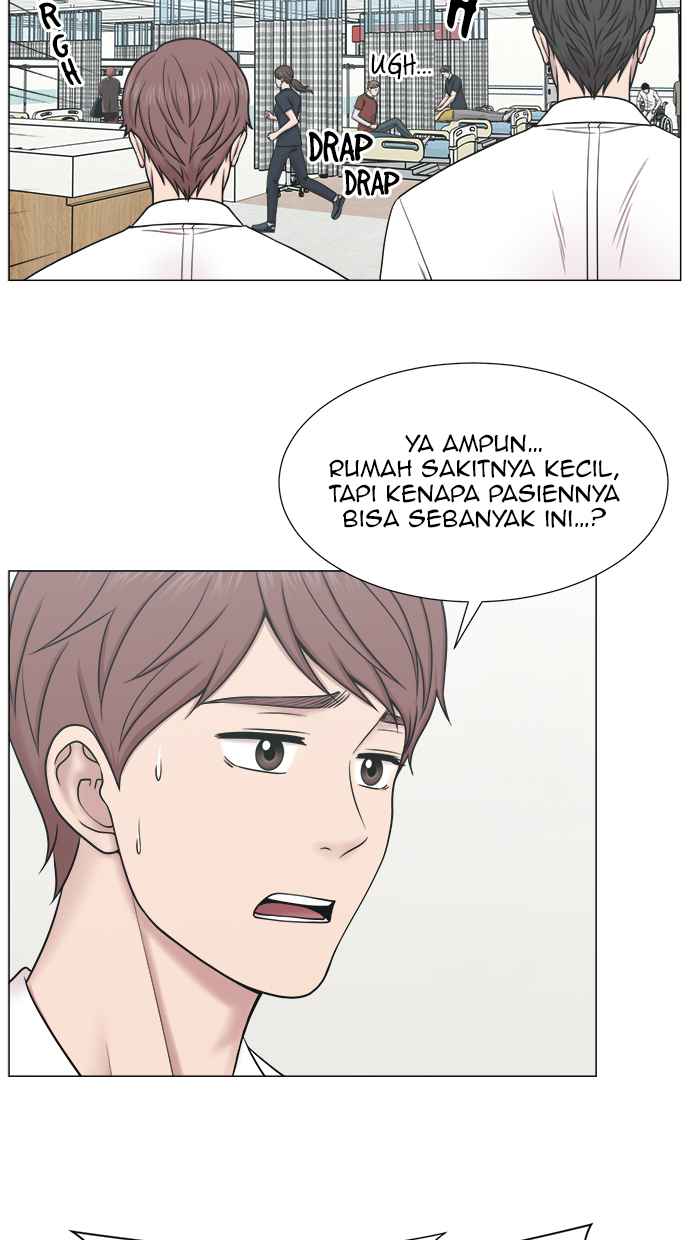 RGH
UGH...
H
DRAP
DRAP
YA AMPUN...
RUMAH SAKITNYA KECIL,
TAPI KENAPA PASIENNYA
BISA SEBANYAK INI...?